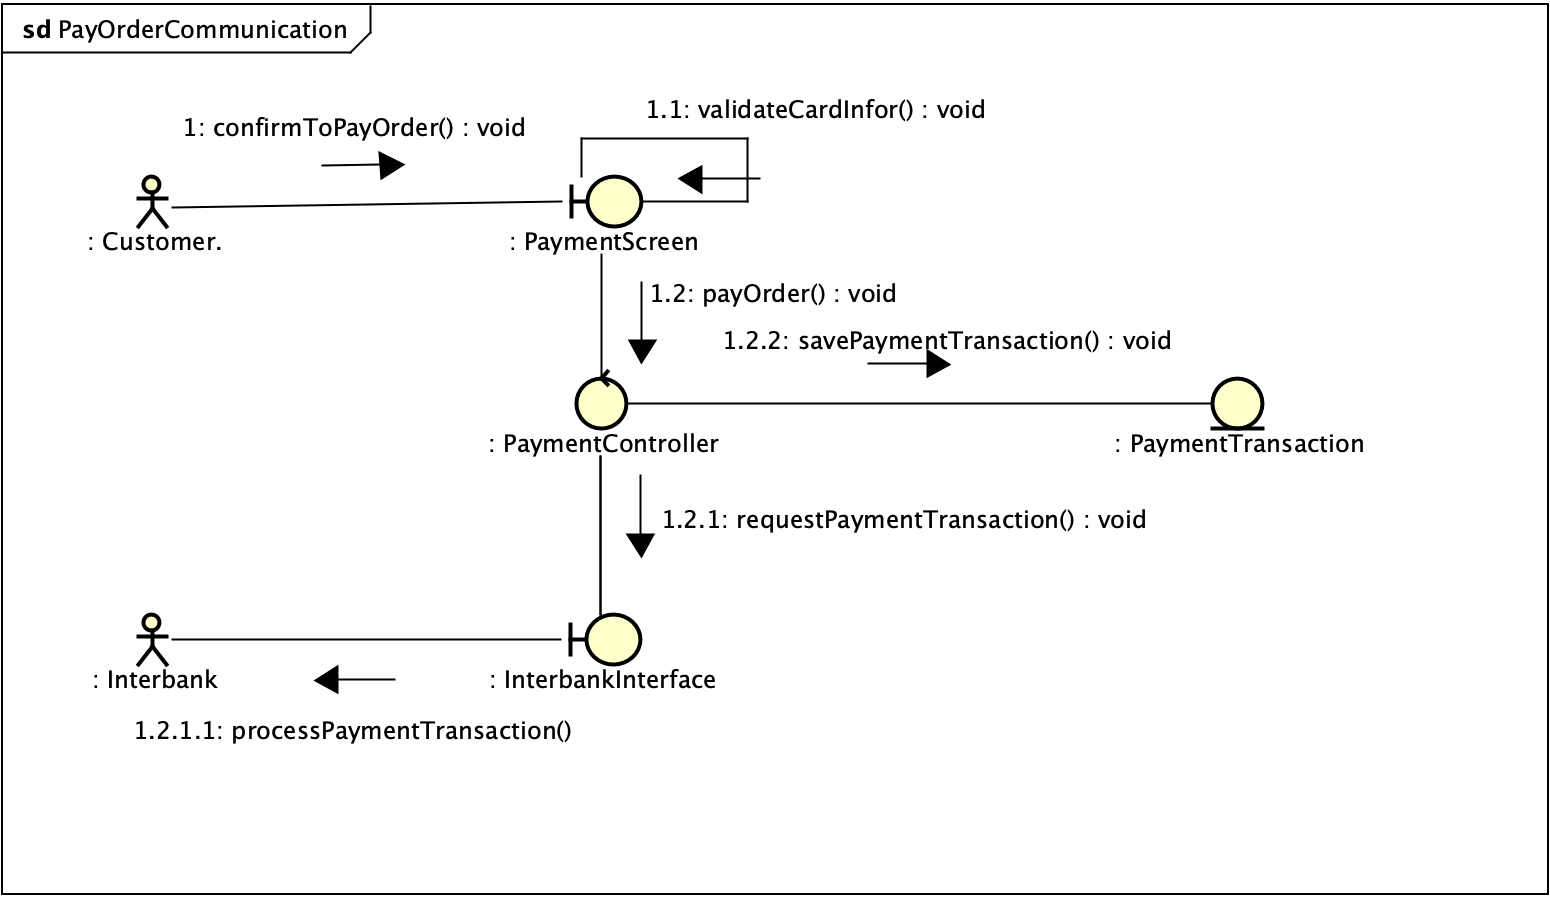 sd PayOrderCommunication
1.1: validateCardInfor() : void
1: confirmToPayOrder() : void
: Customer.
: PaymentScreen
1.2: payOrder() : void
1.2.2: savePaymentTransaction() : void
: PaymentController
: PaymentTransaction
1.2.1: requestPaymentTransaction() : void
: Interbank
: InterbankInterface
1.2.1.1: processPaymentTransaction()